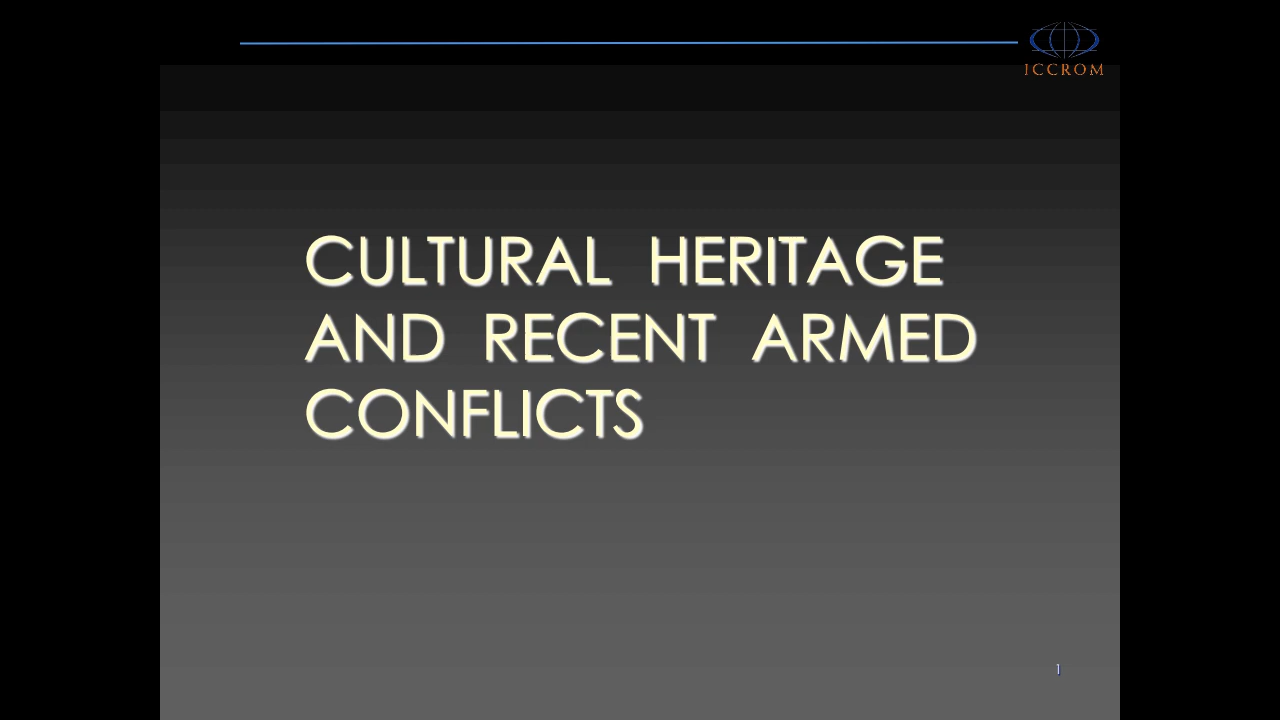 ICCROM
CULTURAL HERITAGE
AND RECENT ARMED
CONFLICTS
1